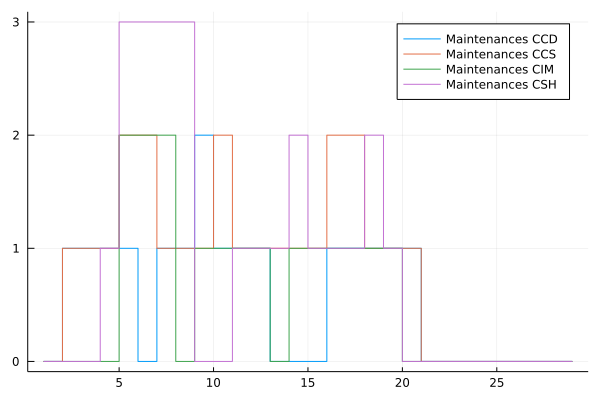 3
Maintenances CCD
Maintenances CCS
Maintenances CIM
Maintenances CSH
2
1
0
5 10 15 20 25